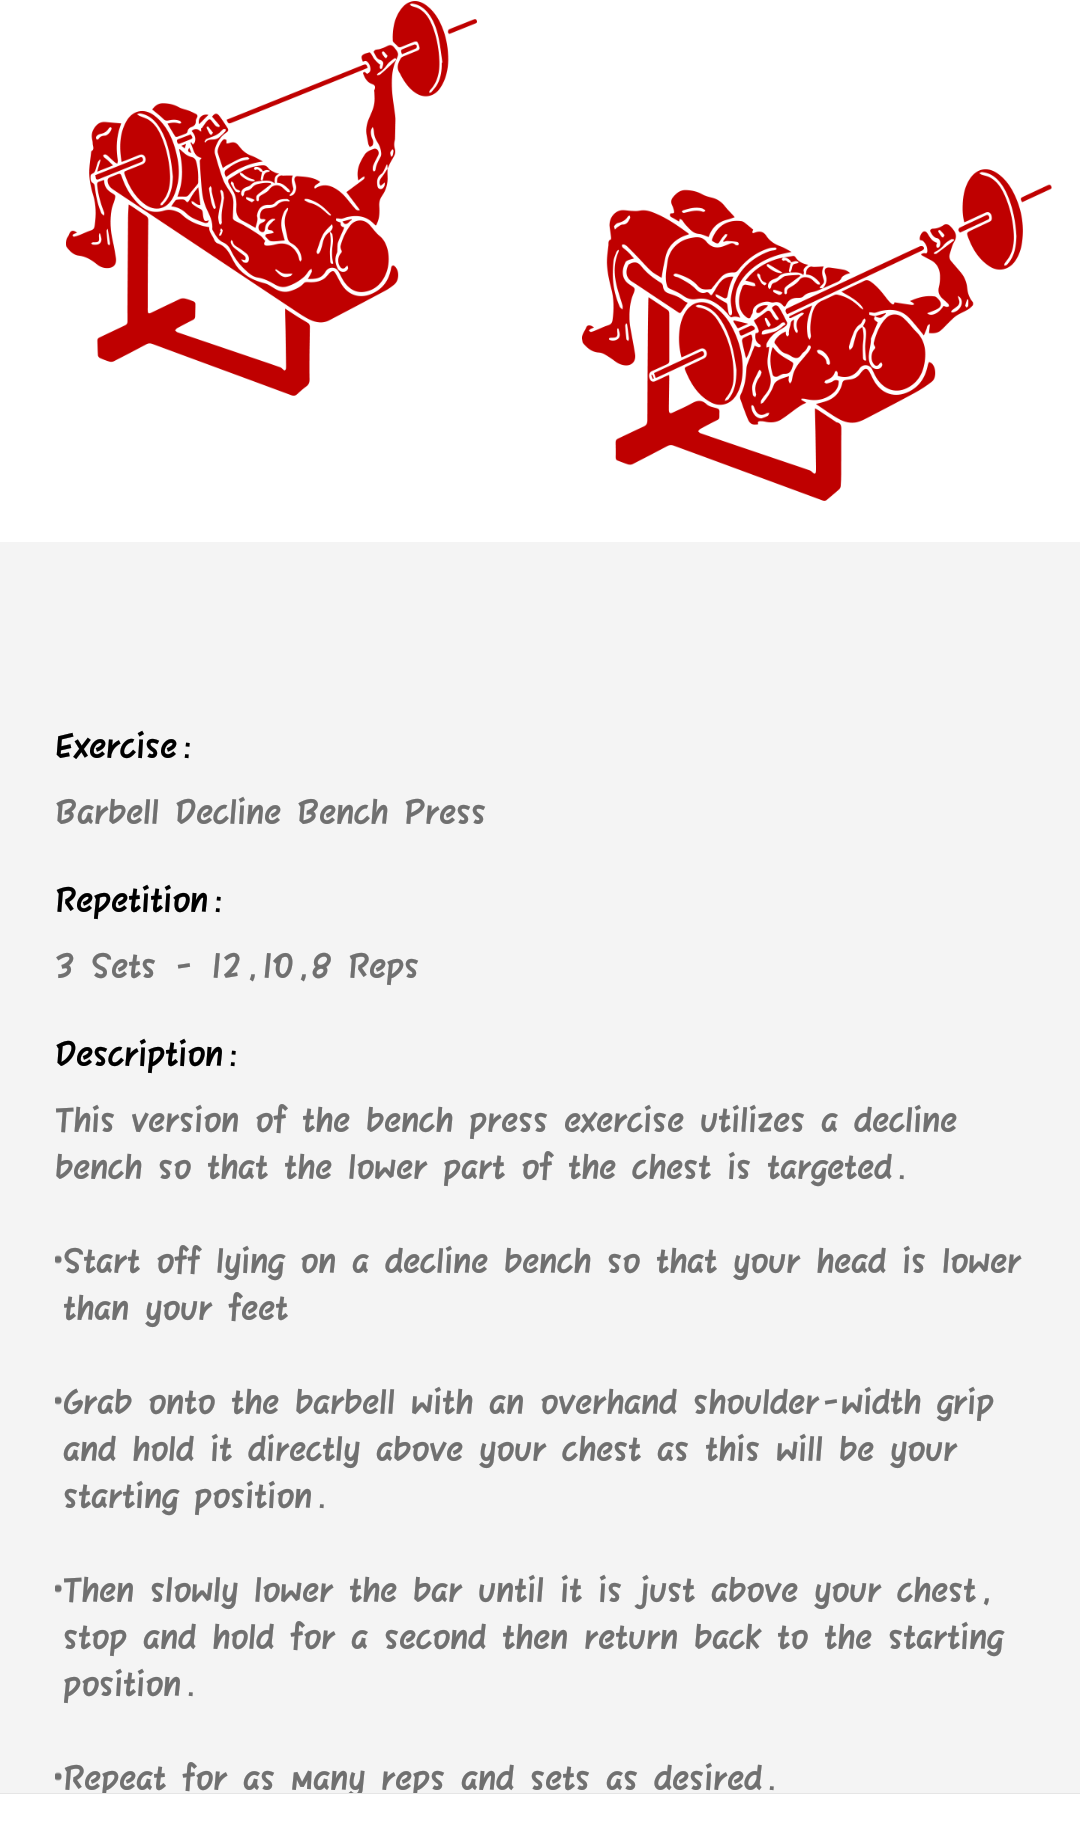 Exercise:
Barbell Decline Bench Press
Repetition:
3 Sets - 12,10,8 Reps
Description:
This version of the bench press exercise utilizes a decline
bench so that the lower part of the chest is targeted.
•Start off lying on a decline bench so that your head is lower
than your feet
•Grab onto the barbell with an overhand shoulder-width grip
and hold it directly above your chest as this will be your
starting position.
•Then slowly lower the bar until it is just above your chest,
stop and hold for a second then return back to the starting
position.
•Repeat for as many reps and sets as desired.